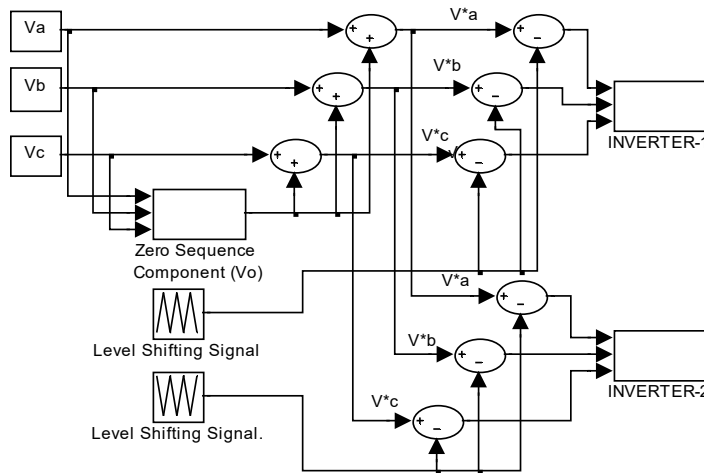 Va
V*a
Vb
V*b
Vc
V*c
INVERTER-1
Zero Sequence
Component (Vo)
V*a
Level Shifting Signal
V*b
INVERTER-2
V*c
Level Shifting Signal.